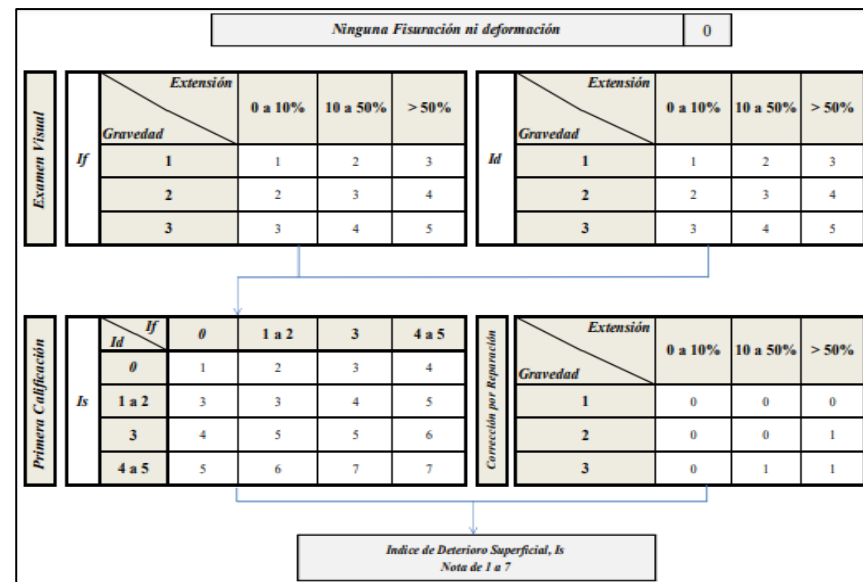 Ninguna Fisuración ni deformación 0
Examen Visual
If
Extensión
Gravedad
0 a 10% 10 a 50% > 50%
1 1 2 3
2 2 3 4
3 3 4 5
Id
Extensión
Gravedad
0 a 10% 10 a 50% > 50%
1 1 2 3
2 2 3 4
3 3 4 5
Primera Calificación
Is
If
Id
0 1 a 2 3 4 a 5
0 1 2 3 4
1 a 2 3 3 4 5
3 4 5 5 6
4 a 5 5 6 7 7
Corrección por Reparación
Extensión
Gravedad
0 a 10% 10 a 50% > 50%
1 0 0 0
2 0 0 1
3 0 1 1
Indice de Deterioro Superficial, Is
Nota de 1 a 7